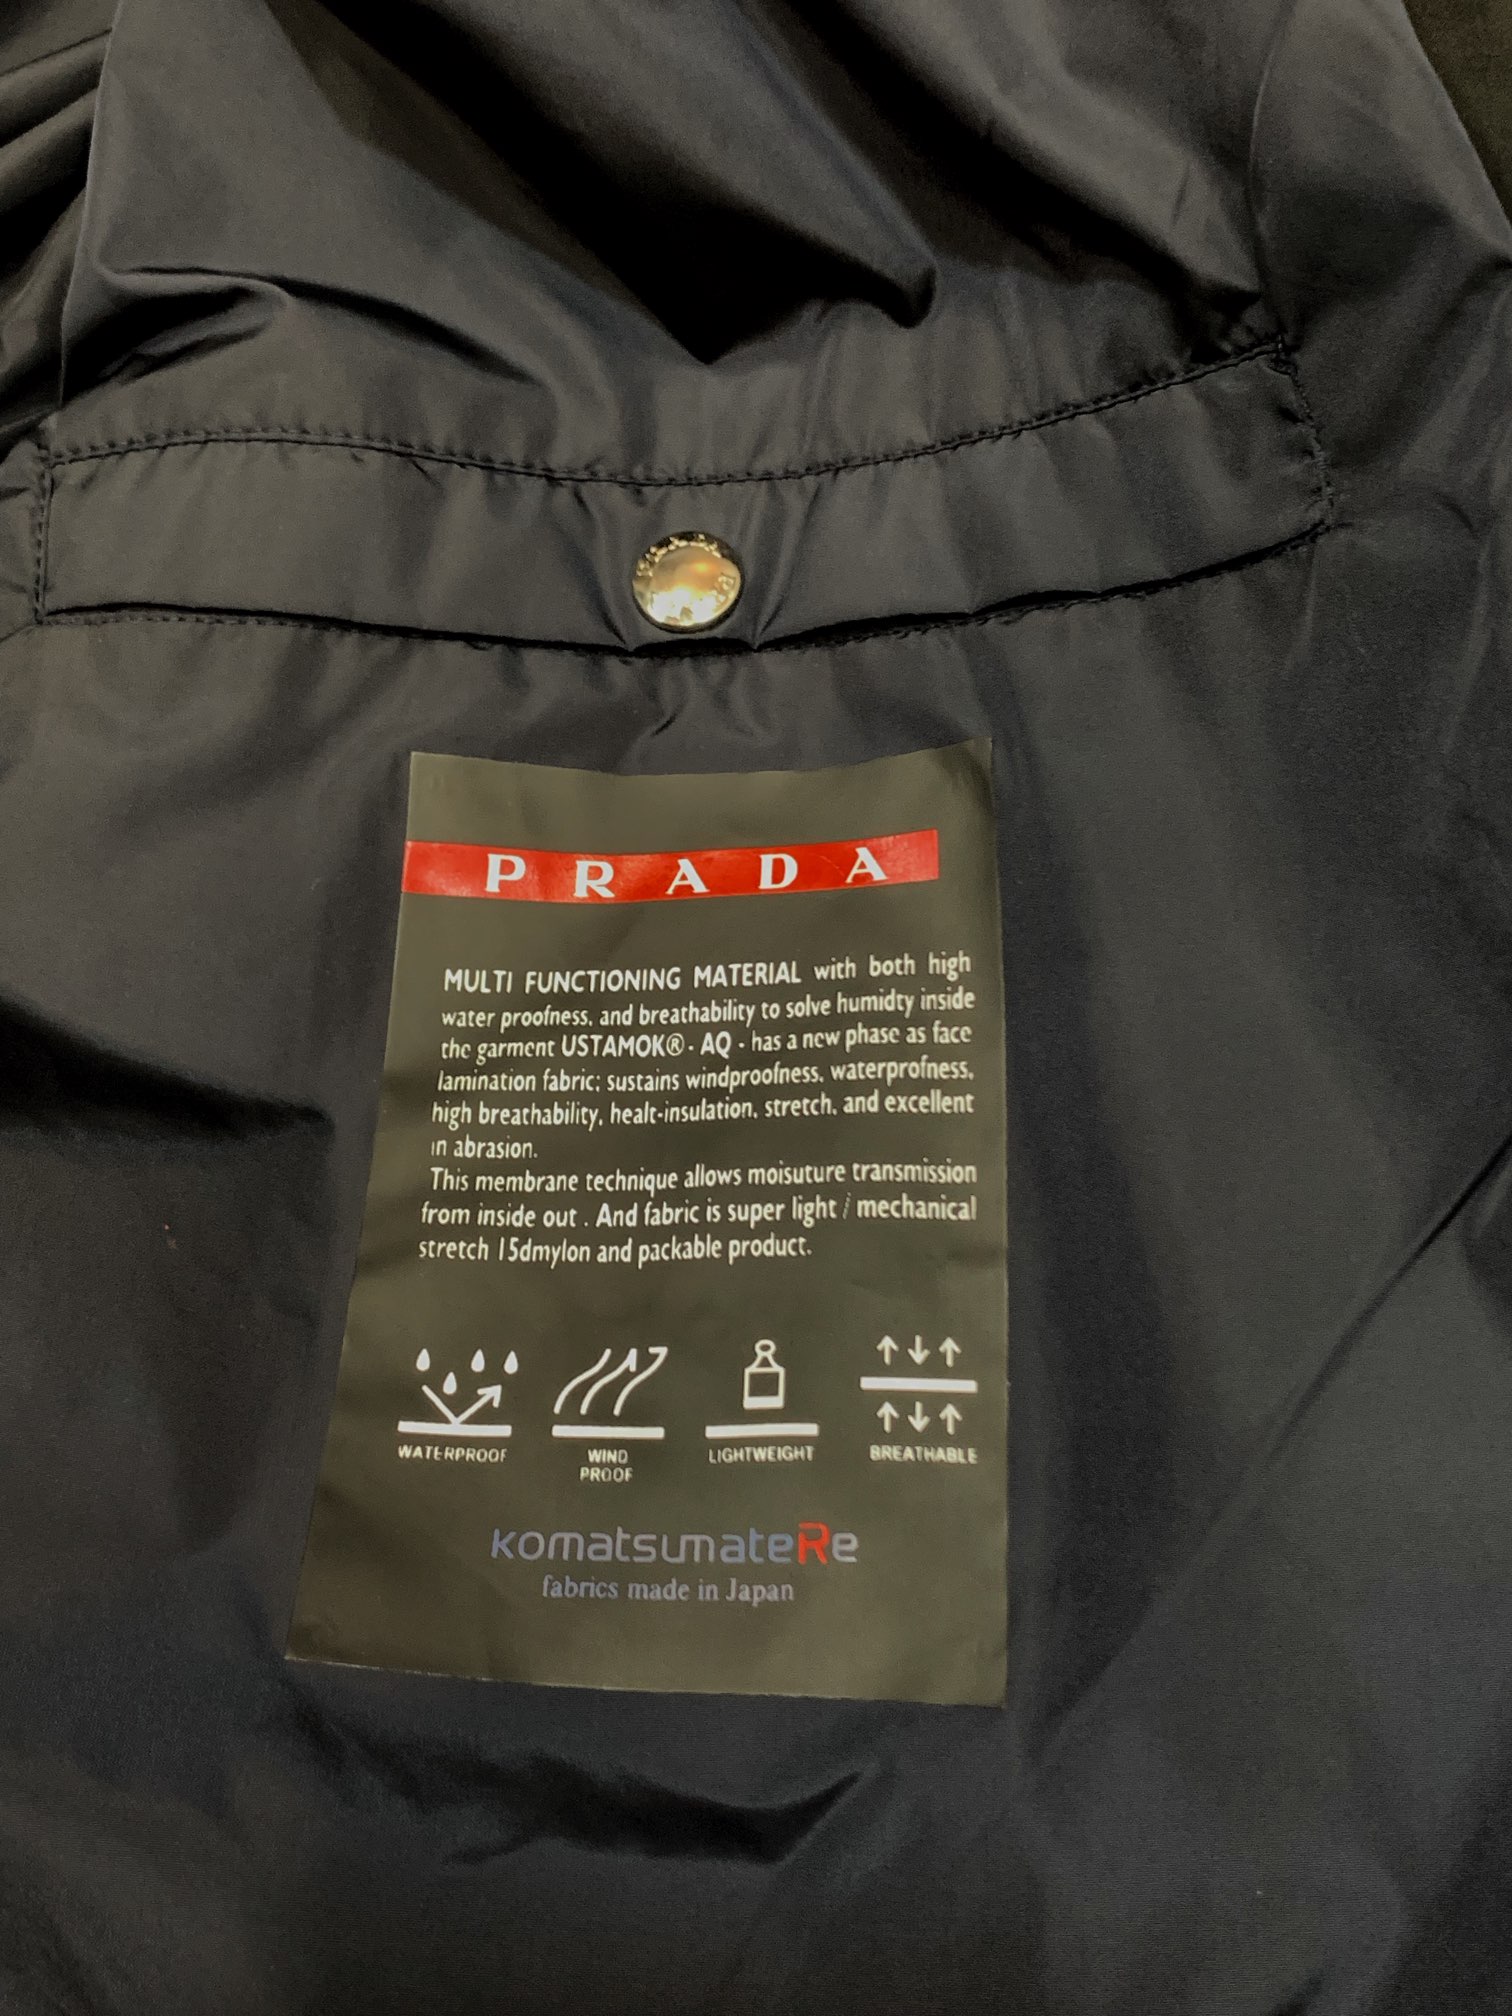 PRADA
MULTI FUNCTIONING MATERIAL with both high
water proofness, and breathability to solve humidty inside
the garment USTAMOK® - AQ - has a new phase as face
lamination fabric; sustains windproofness, waterprofness,
high breathability, healt-insulation, stretch, and excellent
in abrasion.
This membrane technique allows moisuture transmission
from inside out . And fabric is super light / mechanical
stretch 15dmylon and packable product.
WATERPROOF
WIND
PROOF
LIGHTWEIGHT
BREATHABLE
komatsumateRe
fabrics made in Japan